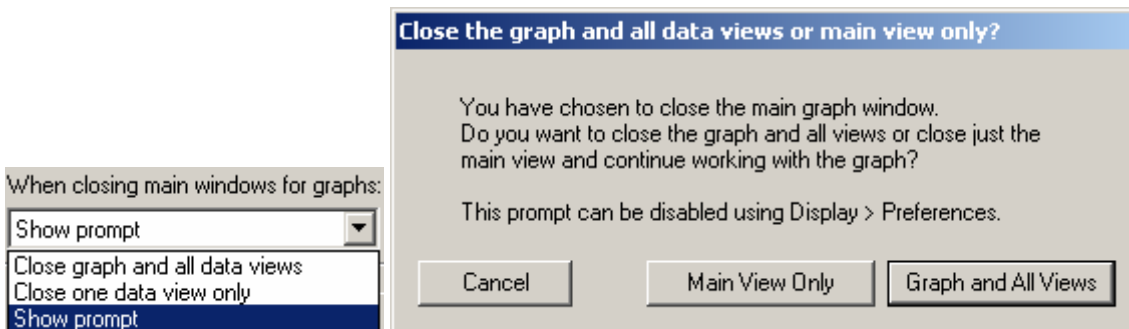 When closing main windows for graphs:
Show prompt
Close graph and all data views
Close one data view only
Show prompt
Close the graph and all data views or main view only?
You have chosen to close the main graph window.
Do you want to close the graph and all views or close just the
main view and continue working with the graph?
This prompt can be disabled using Display > Preferences.
Cancel
Main View Only
Graph and All Views